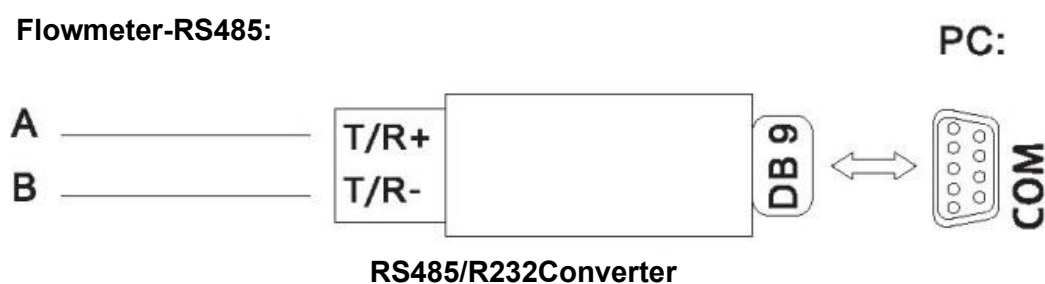 Flowmeter-RS485:
PC:
A
T/R+
B
T/R-
DB 9
COM
RS485/R232Converter